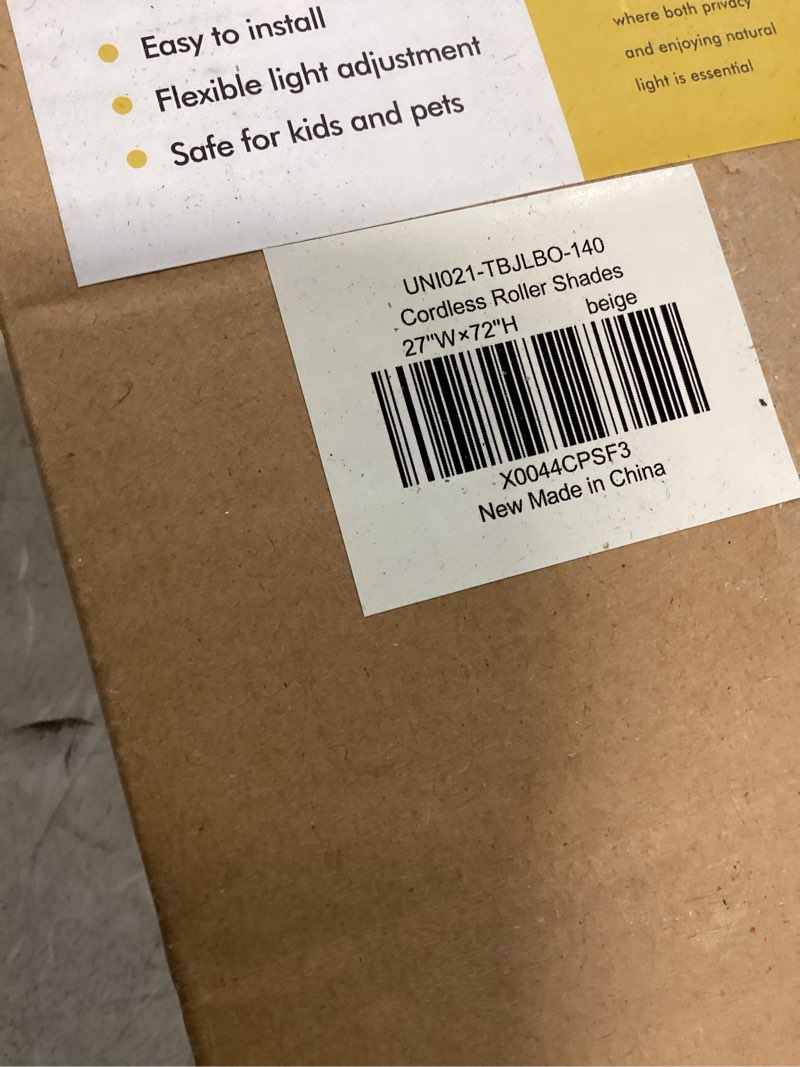 Easy to install
Flexible light adjustment
Safe for kids and pets
where both privacy
and enjoying natural
light is essential
UNI021-TBJLBO-140
Cordless Roller Shades
27"W×72"H beige
X0044CPSF3
New Made in China